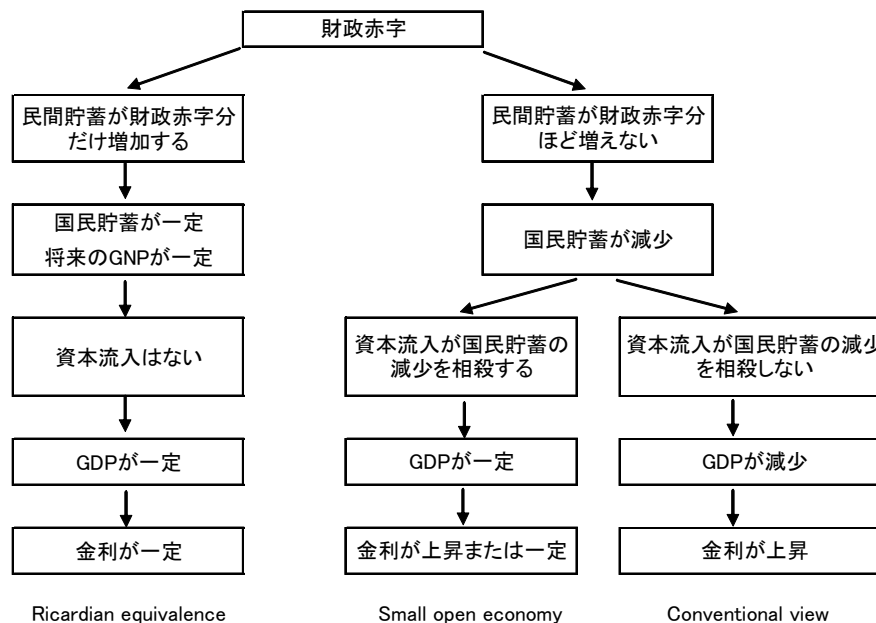 財政赤字
民間貯蓄が財政赤字分
だけ増加する
民間貯蓄が財政赤字分
ほど増えない
国民貯蓄が一定
将来のGNPが一定
国民貯蓄が減少
資本流入はない
資本流入が国民貯蓄の
減少を相殺する
資本流入が国民貯蓄の減少
を相殺しない
GDPが一定
GDPが一定
GDPが減少
金利が一定
金利が上昇または一定
金利が上昇
Ricardian equivalence
Small open economy
Conventional view